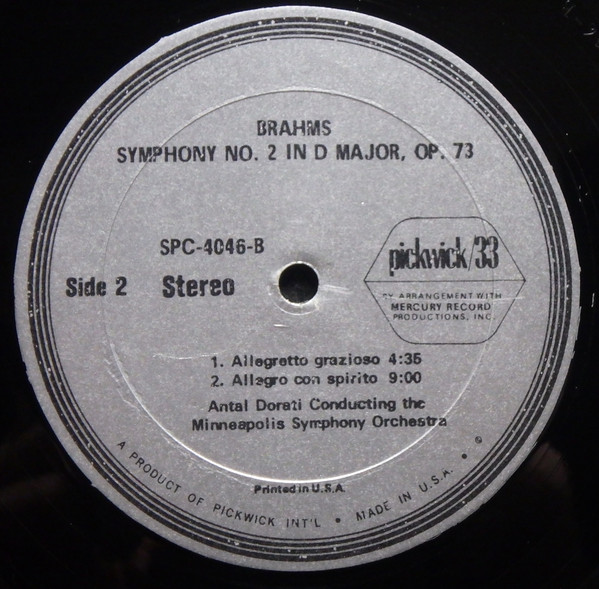 BRAHMS
SYMPHONY NO. 2 IN D MAJOR, OP. 73
SPC-4046-B
Side 2 Stereo
pickwick/33
BY ARRANGEMENT WITH
MERCURY RECORD
PRODUCTIONS, INC.
1. Allegretto grazioso 4:35
2. Allegro con spirito 9:00
Antal Dorati Conducting the
Minneapolis Symphony Orchestra
Printed in U.S.A.
A PRODUCT OF PICKWICK INT'L • MADE IN U.S.A. •